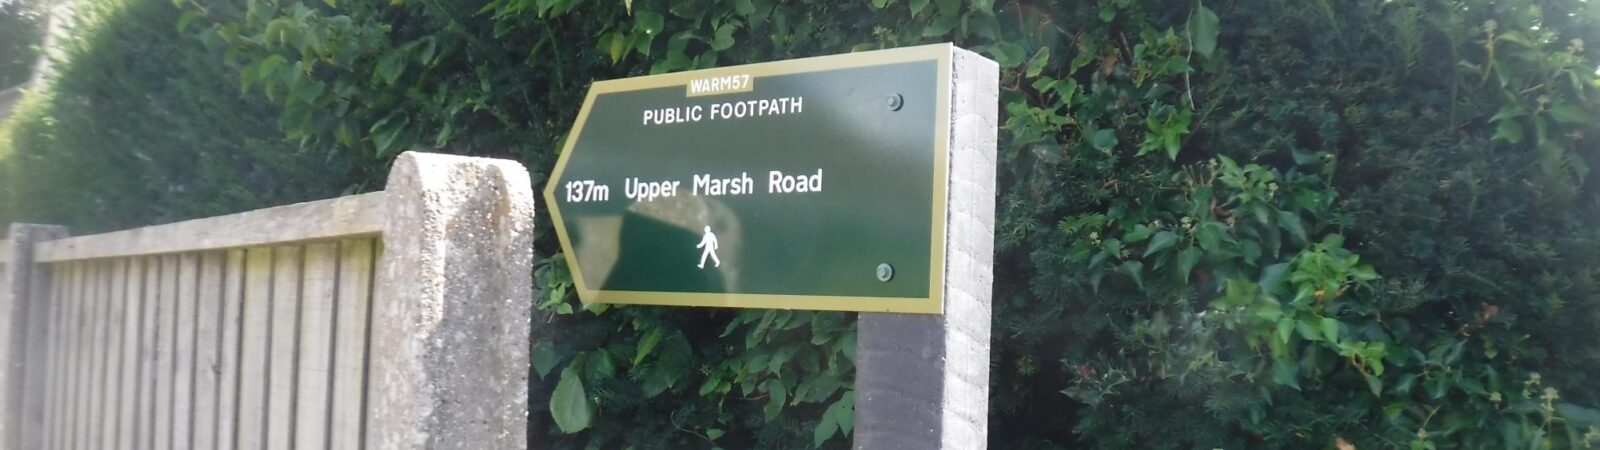 WARM57
PUBLIC FOOTPATH
137m Upper Marsh Road